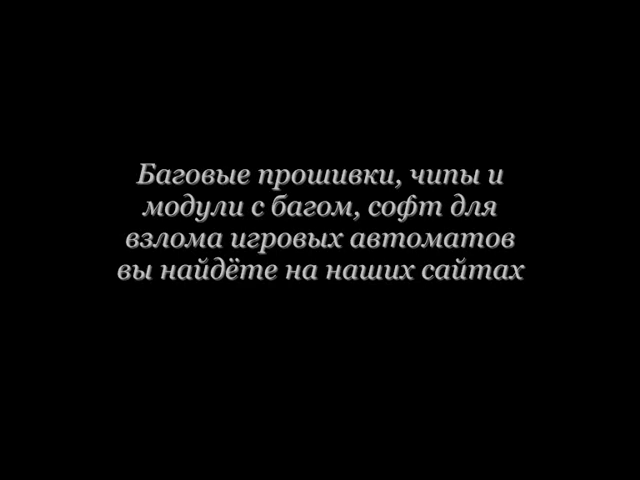 Баговые прошивки, чипы и
модули с багом, софт для
взлома игровых автоматов
вы найдёте на наших сайтах